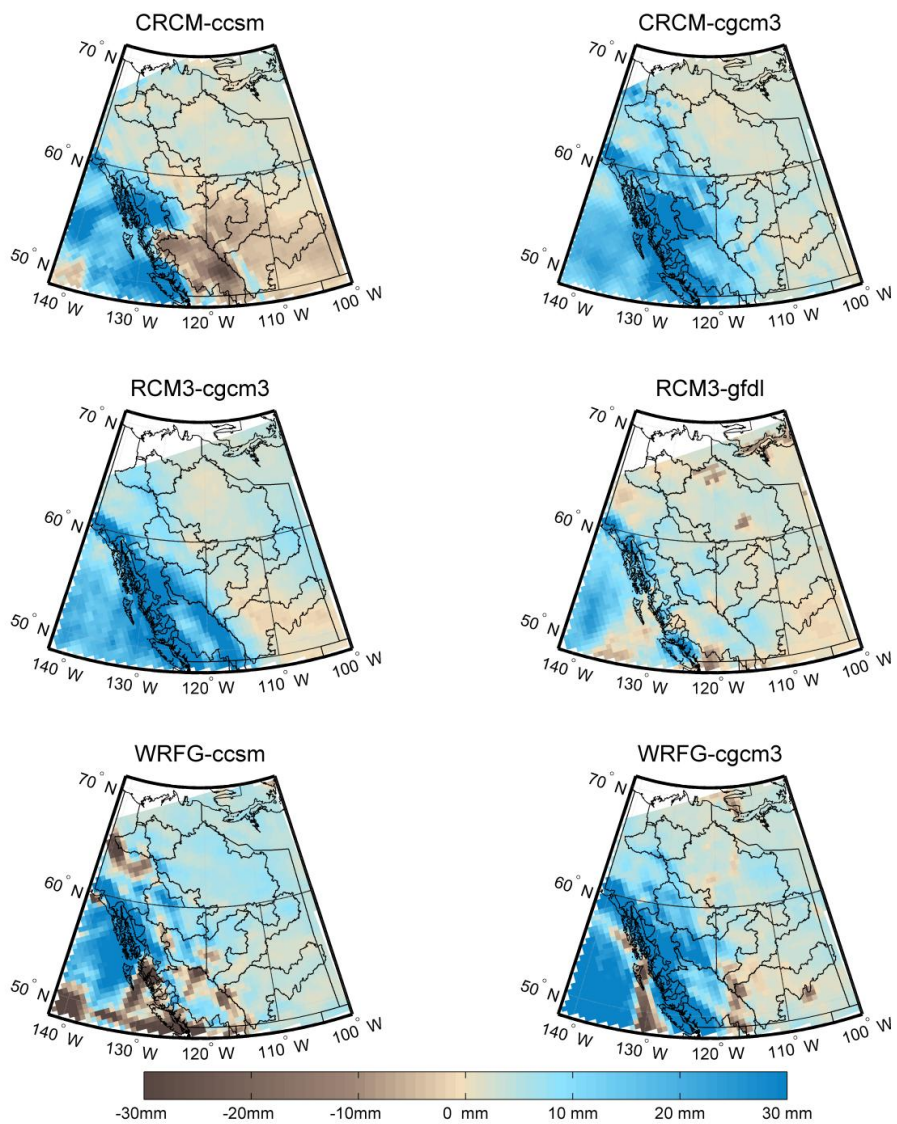 CRCM-ccsm
CRCM-cgcm3
70° N
60° N
50° N
140° W
130° W
120° W
110° W
100° W
70° N
60° N
50° N
140° W
130° W
120° W
110° W
100° W
RCM3-cgcm3
RCM3-gfdl
70° N
60° N
50° N
140° W
130° W
120° W
110° W
100° W
70° N
60° N
50° N
140° W
130° W
120° W
110° W
100° W
WRFG-ccsm
WRFG-cgcm3
70° N
60° N
50° N
140° W
130° W
120° W
110° W
100° W
70° N
60° N
50° N
140° W
130° W
120° W
110° W
100° W
-30mm -20mm -10mm 0 mm 10 mm 20 mm 30 mm